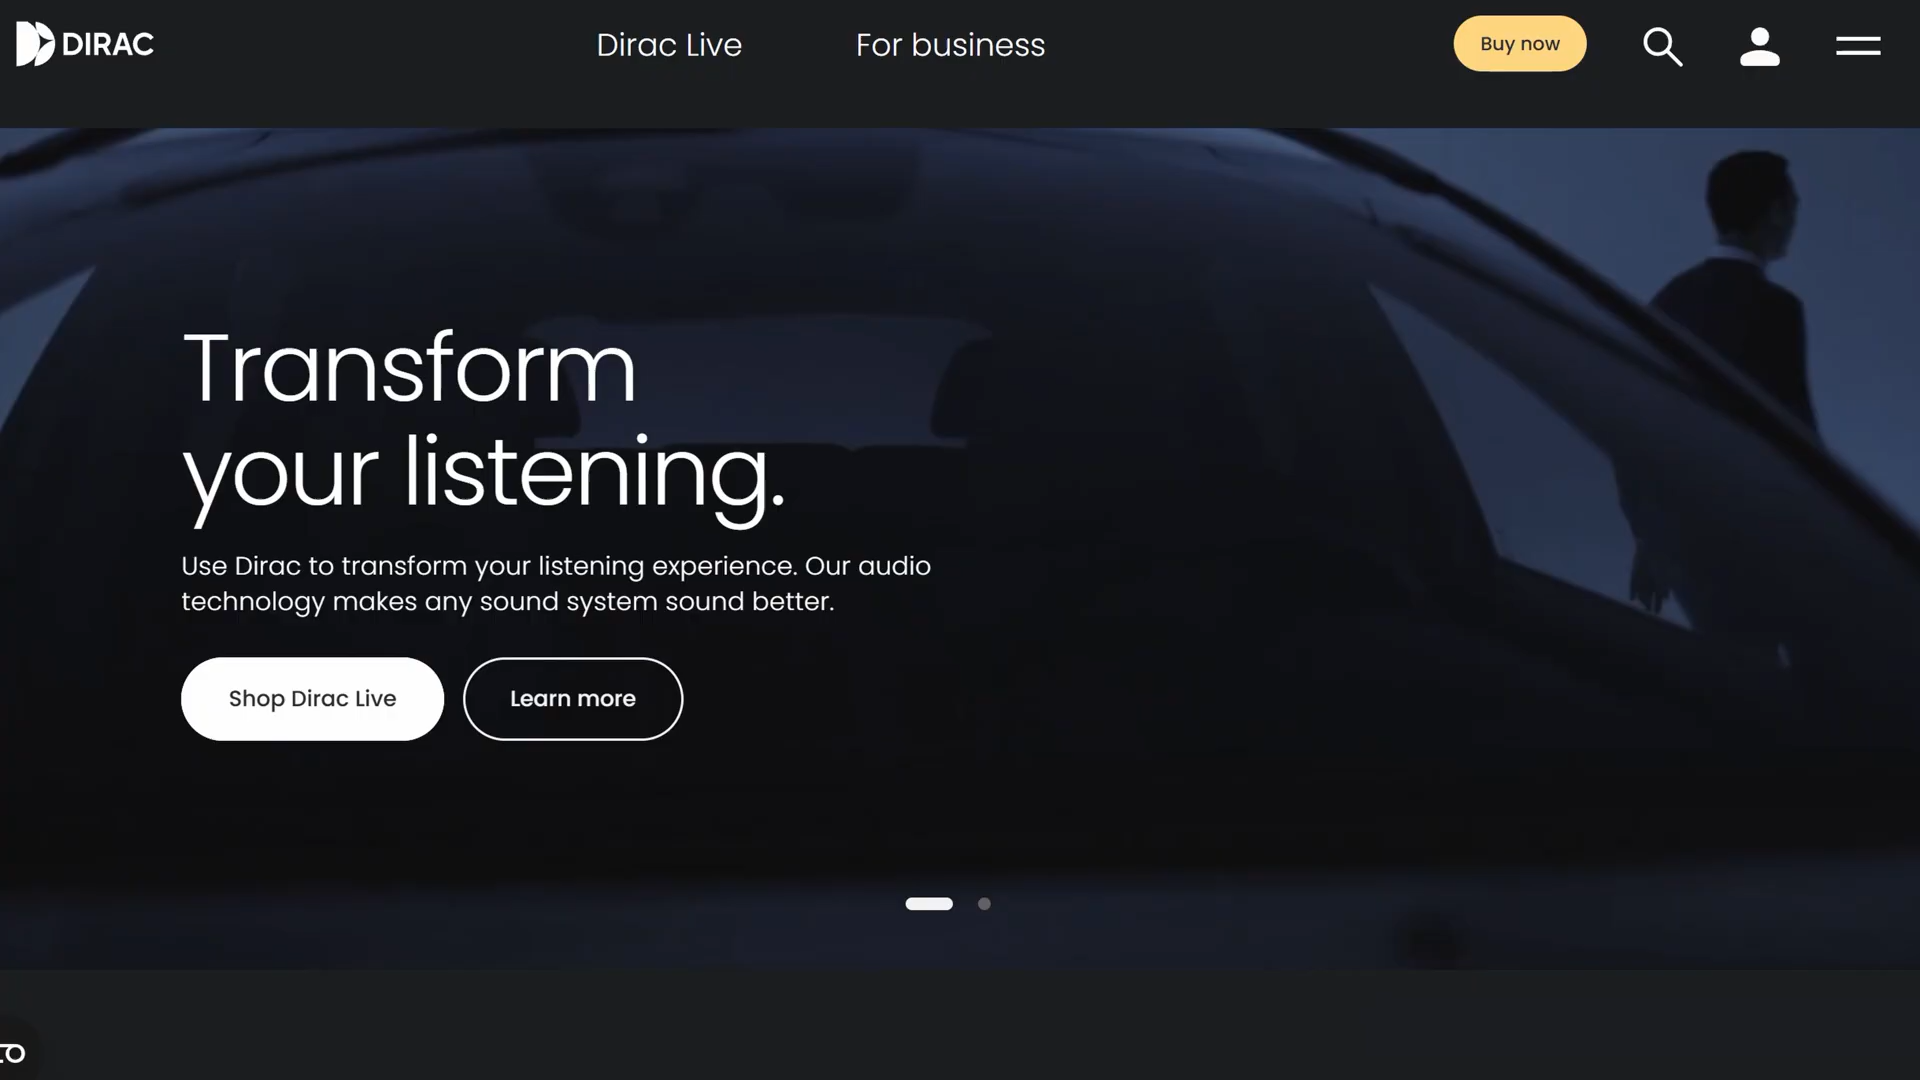 DIRAC
Dirac Live
For business
Buy now
Transform
your listening.
Use Dirac to transform your listening experience. Our audio
technology makes any sound system sound better.
Shop Dirac Live
Learn more